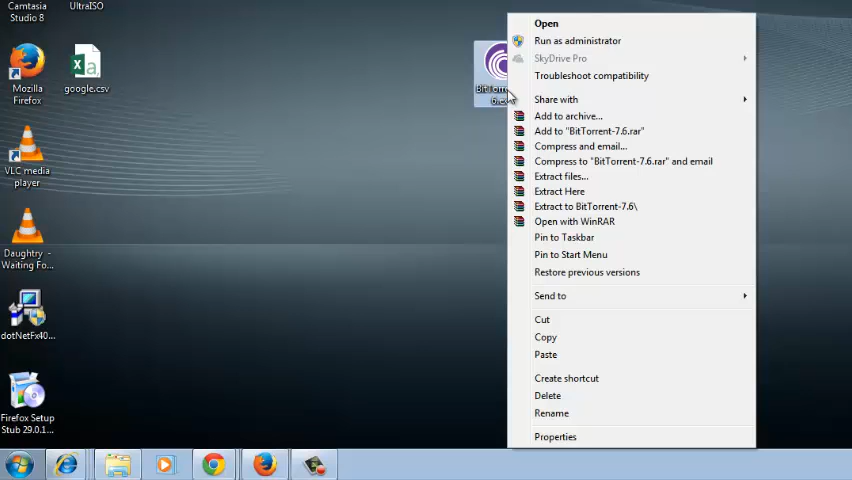 Camtasia
Studio 8
UltraISO
Mozilla
Firefox
google.csv
VLC media
player
Daughtry -
Waiting Fo...
dotNetFx40...
Firefox Setup
Stub 29.0.1...
Open
Run as administrator
SkyDrive Pro
Troubleshoot compatibility
Share with
Add to archive...
Add to "BitTorrent-7.6.rar"
Compress and email...
Compress to "BitTorrent-7.6.rar" and email
Extract files...
Extract Here
Extract to BitTorrent-7.6\
Open with WinRAR
Pin to Taskbar
Pin to Start Menu
Restore previous versions
Send to
Cut
Copy
Paste
Create shortcut
Delete
Rename
Properties